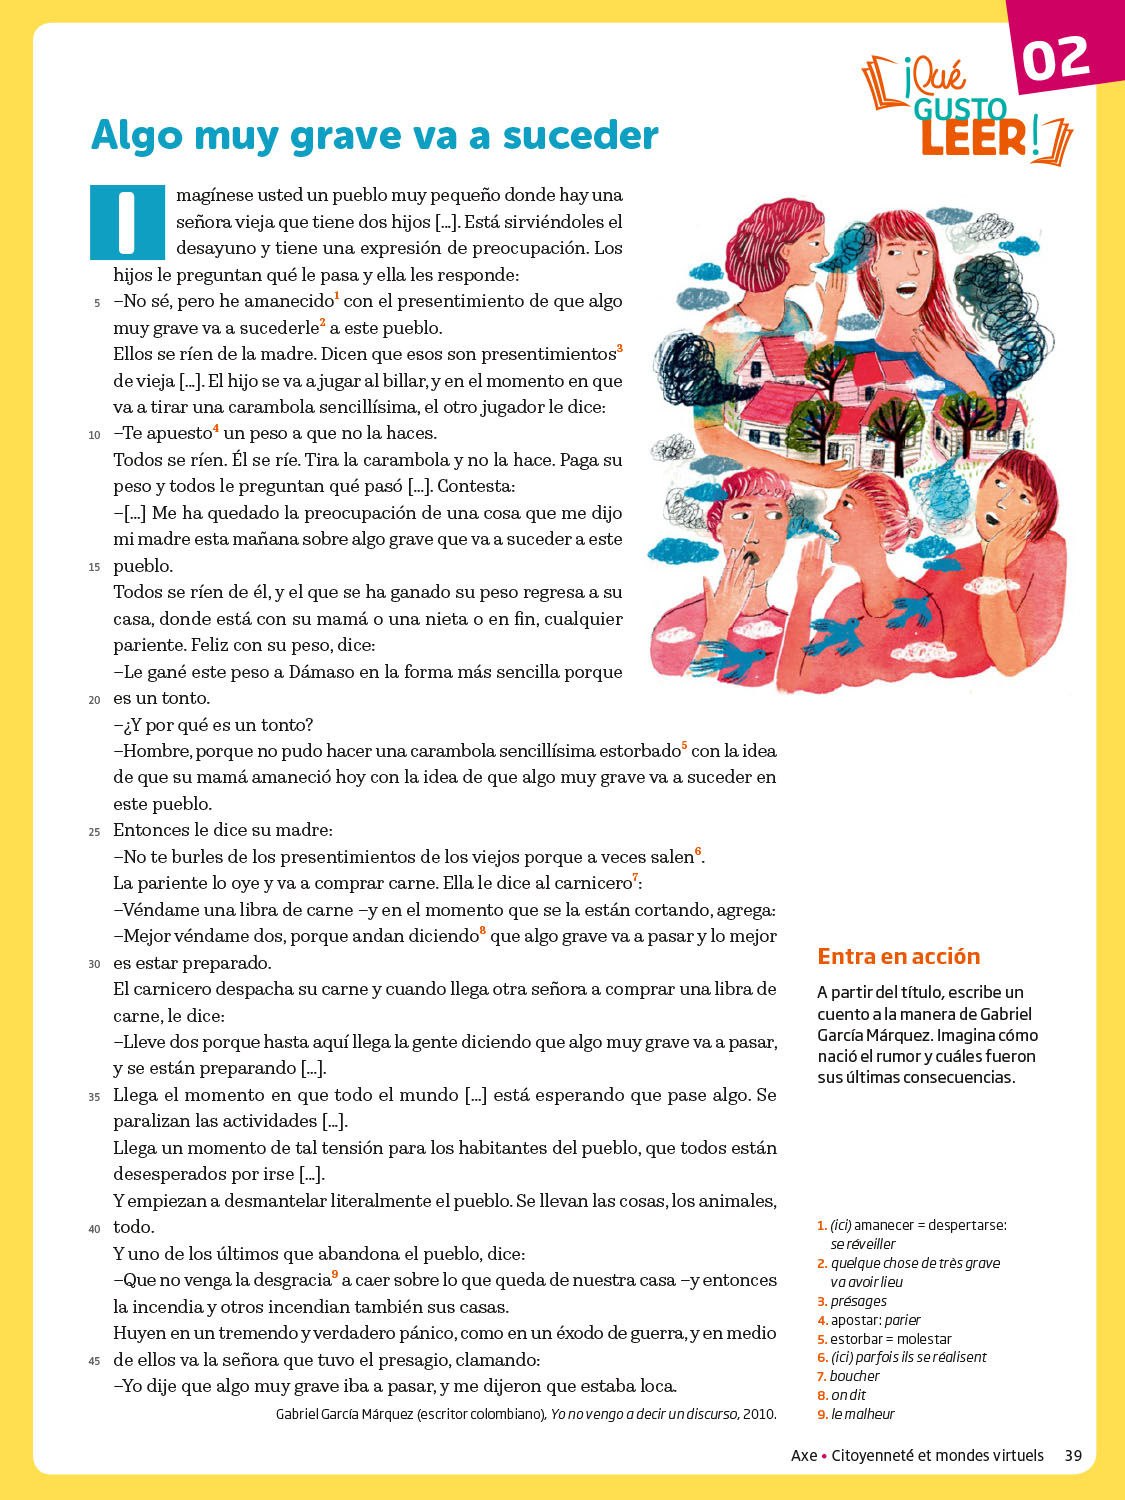 02
¡Qué
GUSTO
LEER!
Algo muy grave va a suceder
Imagínese usted un pueblo muy pequeño donde hay una
señora vieja que tiene dos hijos [...]. Está sirviéndoles el
desayuno y tiene una expresión de preocupación. Los
hijos le preguntan qué le pasa y ella les responde:
5 –No sé, pero he amanecido1 con el presentimiento de que algo
muy grave va a sucederle2 a este pueblo.
Ellos se ríen de la madre. Dicen que esos son presentimientos3
de vieja [...]. El hijo se va a jugar al billar, y en el momento en que
va a tirar una carambola sencillísima, el otro jugador le dice:
10 –Te apuesto4 un peso a que no la haces.
Todos se ríen. Él se ríe. Tira la carambola y no la hace. Paga su
peso y todos le preguntan qué pasó [...]. Contesta:
–[...] Me ha quedado la preocupación de una cosa que me dijo
mi madre esta mañana sobre algo grave que va a suceder a este
15 pueblo.
Todos se ríen de él, y el que se ha ganado su peso regresa a su
casa, donde está con su mamá o una nieta o en fin, cualquier
pariente. Feliz con su peso, dice:
–Le gané este peso a Dámaso en la forma más sencilla porque
20 es un tonto.
–¿Y por qué es un tonto?
–Hombre, porque no pudo hacer una carambola sencillísima estorbado5 con la idea
de que su mamá amaneció hoy con la idea de que algo muy grave va a suceder en
este pueblo.
25 Entonces le dice su madre:
–No te burles de los presentimientos de los viejos porque a veces salen6.
La pariente lo oye y va a comprar carne. Ella le dice al carnicero7:
–Véndame una libra de carne –y en el momento que se la están cortando, agrega:
–Mejor véndame dos, porque andan diciendo8 que algo grave va a pasar y lo mejor
30 es estar preparado.
El carnicero despacha su carne y cuando llega otra señora a comprar una libra de
carne, le dice:
–Lleve dos porque hasta aquí llega la gente diciendo que algo muy grave va a pasar,
y se están preparando [...].
35 Llega el momento en que todo el mundo [...] está esperando que pase algo. Se
paralizan las actividades [...].
Llega un momento de tal tensión para los habitantes del pueblo, que todos están
desesperados por irse [...].
Y empiezan a desmantelar literalmente el pueblo. Se llevan las cosas, los animales,
40 todo.
Y uno de los últimos que abandona el pueblo, dice:
–Que no venga la desgracia9 a caer sobre lo que queda de nuestra casa –y entonces
la incendia y otros incendian también sus casas.
Huyen en un tremendo y verdadero pánico, como en un éxodo de guerra, y en medio
45 de ellos va la señora que tuvo el presagio, clamando:
–Yo dije que algo muy grave iba a pasar, y me dijeron que estaba loca.
Gabriel García Márquez (escritor colombiano), Yo no vengo a decir un discurso, 2010.
Entra en acción
A partir del título, escribe un
cuento a la manera de Gabriel
García Márquez. Imagina cómo
nació el rumor y cuáles fueron
sus últimas consecuencias.
1. (ici) amanecer = despertarse:
se réveiller
2. quelque chose de très grave
va avoir lieu
3. présages
4. apostar: parier
5. estorbar = molestar
6. (ici) parfois ils se réalisent
7. boucher
8. on dit
9. le malheur
Axe • Citoyenneté et mondes virtuels 39